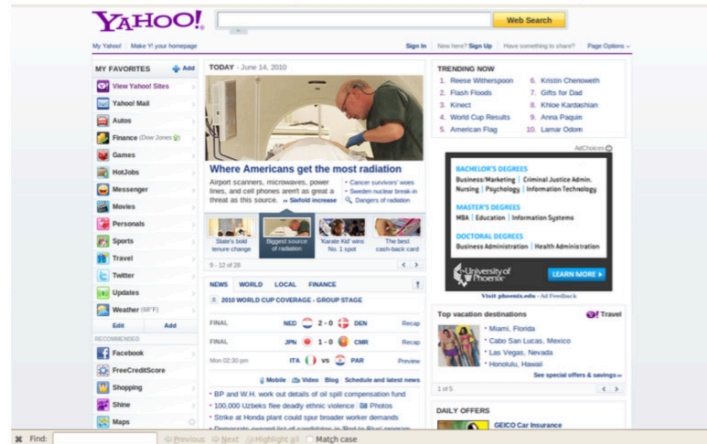 YAHOO!
Web Search
My Yahoo! Make Y! your homepage
Sign In New here? Sign Up Have something to share? Page Options
MY FAVORITES Add
View Yahoo! Sites
Yahoo! Mail
Autos
Finance (Dow Jones)
Games
HotJobs
Messenger
Movies
Personals
Sports
Travel
Twitter
Updates
Weather (68°F)
Edit Add
RECOMMENDED
Facebook
FreeCreditScore
Shopping
Shine
Maps
TODAY - June 14, 2010
Where Americans get the most radiation
Airport scanners, microwaves, power
lines, and cell phones aren't as great a
threat as this source. » Sixfold increase
• Cancer survivors' woes
• Sweden nuclear break-in
Dangers of radiation
State's bold
tenure change
Biggest source
of radiation
'Karate Kid' wins
No. 1 spot
The best
cash-back card
9 - 12 of 28
NEWS WORLD LOCAL FINANCE
2010 WORLD CUP COVERAGE - GROUP STAGE
FINAL NED 2 - 0 DEN Recap
FINAL JPN 1 - 0 CMR Recap
Mon 02:30 pm ITA vs PAR Preview
Mobile Video Blog Schedule and latest news
• BP and W.H. work out details of oil spill compensation fund
• 100,000 Uzbeks flee deadly ethnic violence Photos
• Strike at Honda plant could spur broader worker demands
TRENDING NOW
1. Reese Witherspoon
2. Flash Floods
3. Kinect
4. World Cup Results
5. American Flag
6. Kristin Chenoweth
7. Gifts for Dad
8. Khloe Kardashian
9. Anna Paquin
10. Lamar Odom
AdChoices
BACHELOR'S DEGREES
Business/Marketing | Criminal Justice Admin.
Nursing | Psychology | Information Technology
MASTER'S DEGREES
MBA | Education | Information Systems
DOCTORAL DEGREES
Business Administration | Health Administration
University of
Phoenix
LEARN MORE
Visit phoenix.edu - Ad Feedback
Top vacation destinations Y! Travel
• Miami, Florida
• Cabo San Lucas, Mexico
• Las Vegas, Nevada
• Honolulu, Hawaii
See special offers & savings »
1 of 5
DAILY OFFERS
GEICO Car Insurance
Find: Previous Next Highlight all Match case